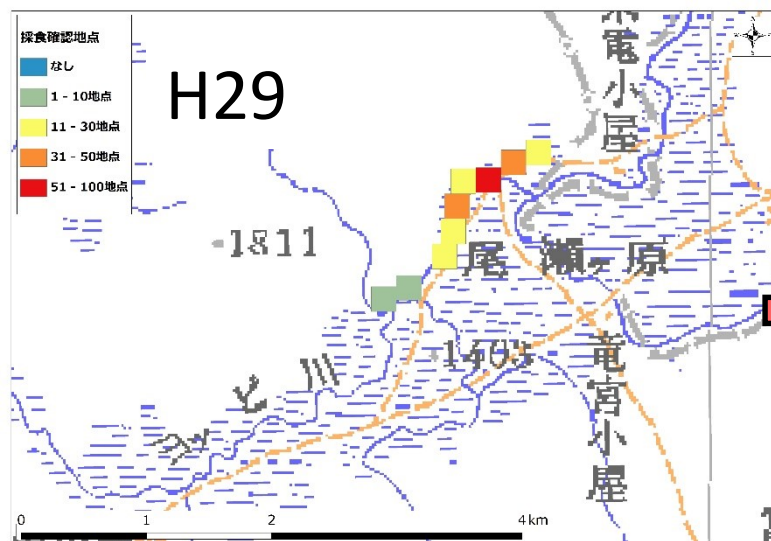 採食確認地点
なし
1 - 10地点
11 - 30地点
31 - 50地点
51 - 100地点
H29
電小屋
1811
尾瀬ヶ原
1403
竜宮小屋
ヨッピ川
0 1 2 4 km